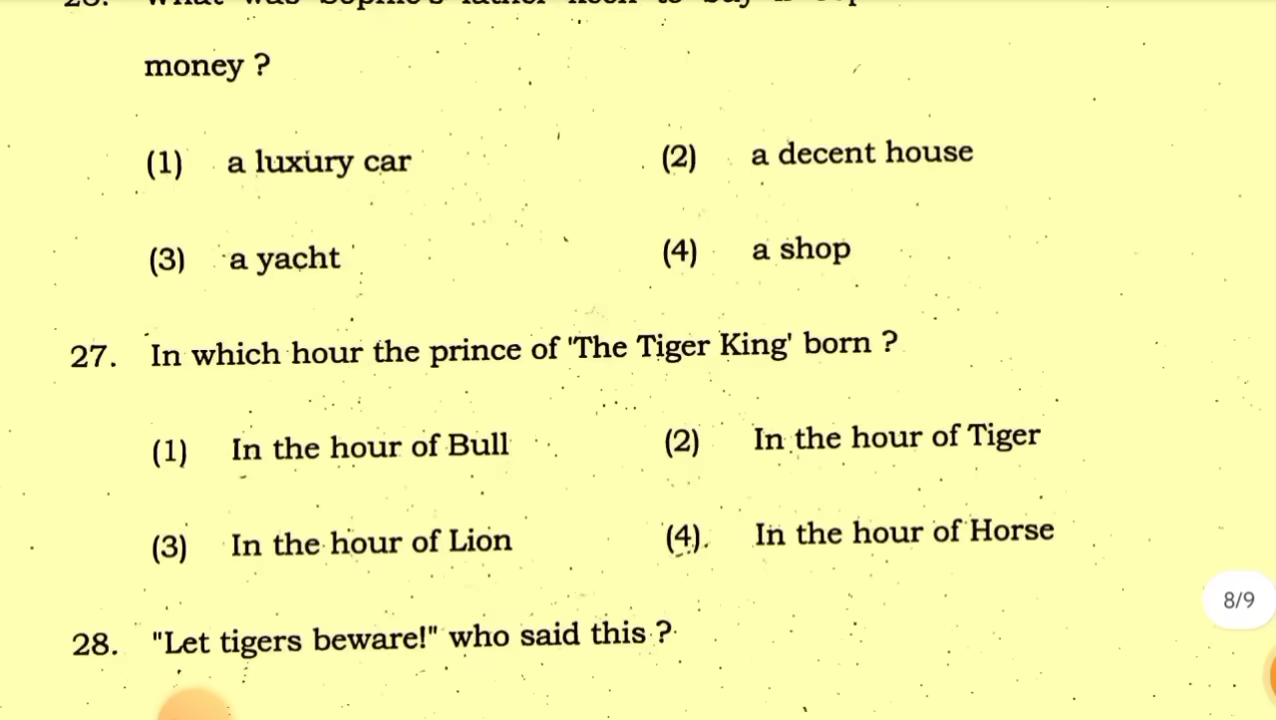 money ?
(1) a luxury car (2) a decent house
(3) a yacht (4) a shop
27. In which hour the prince of 'The Tiger King' born ?
(1) In the hour of Bull (2) In the hour of Tiger
(3) In the hour of Lion (4). In the hour of Horse
8/9
28. "Let tigers beware!" who said this ?